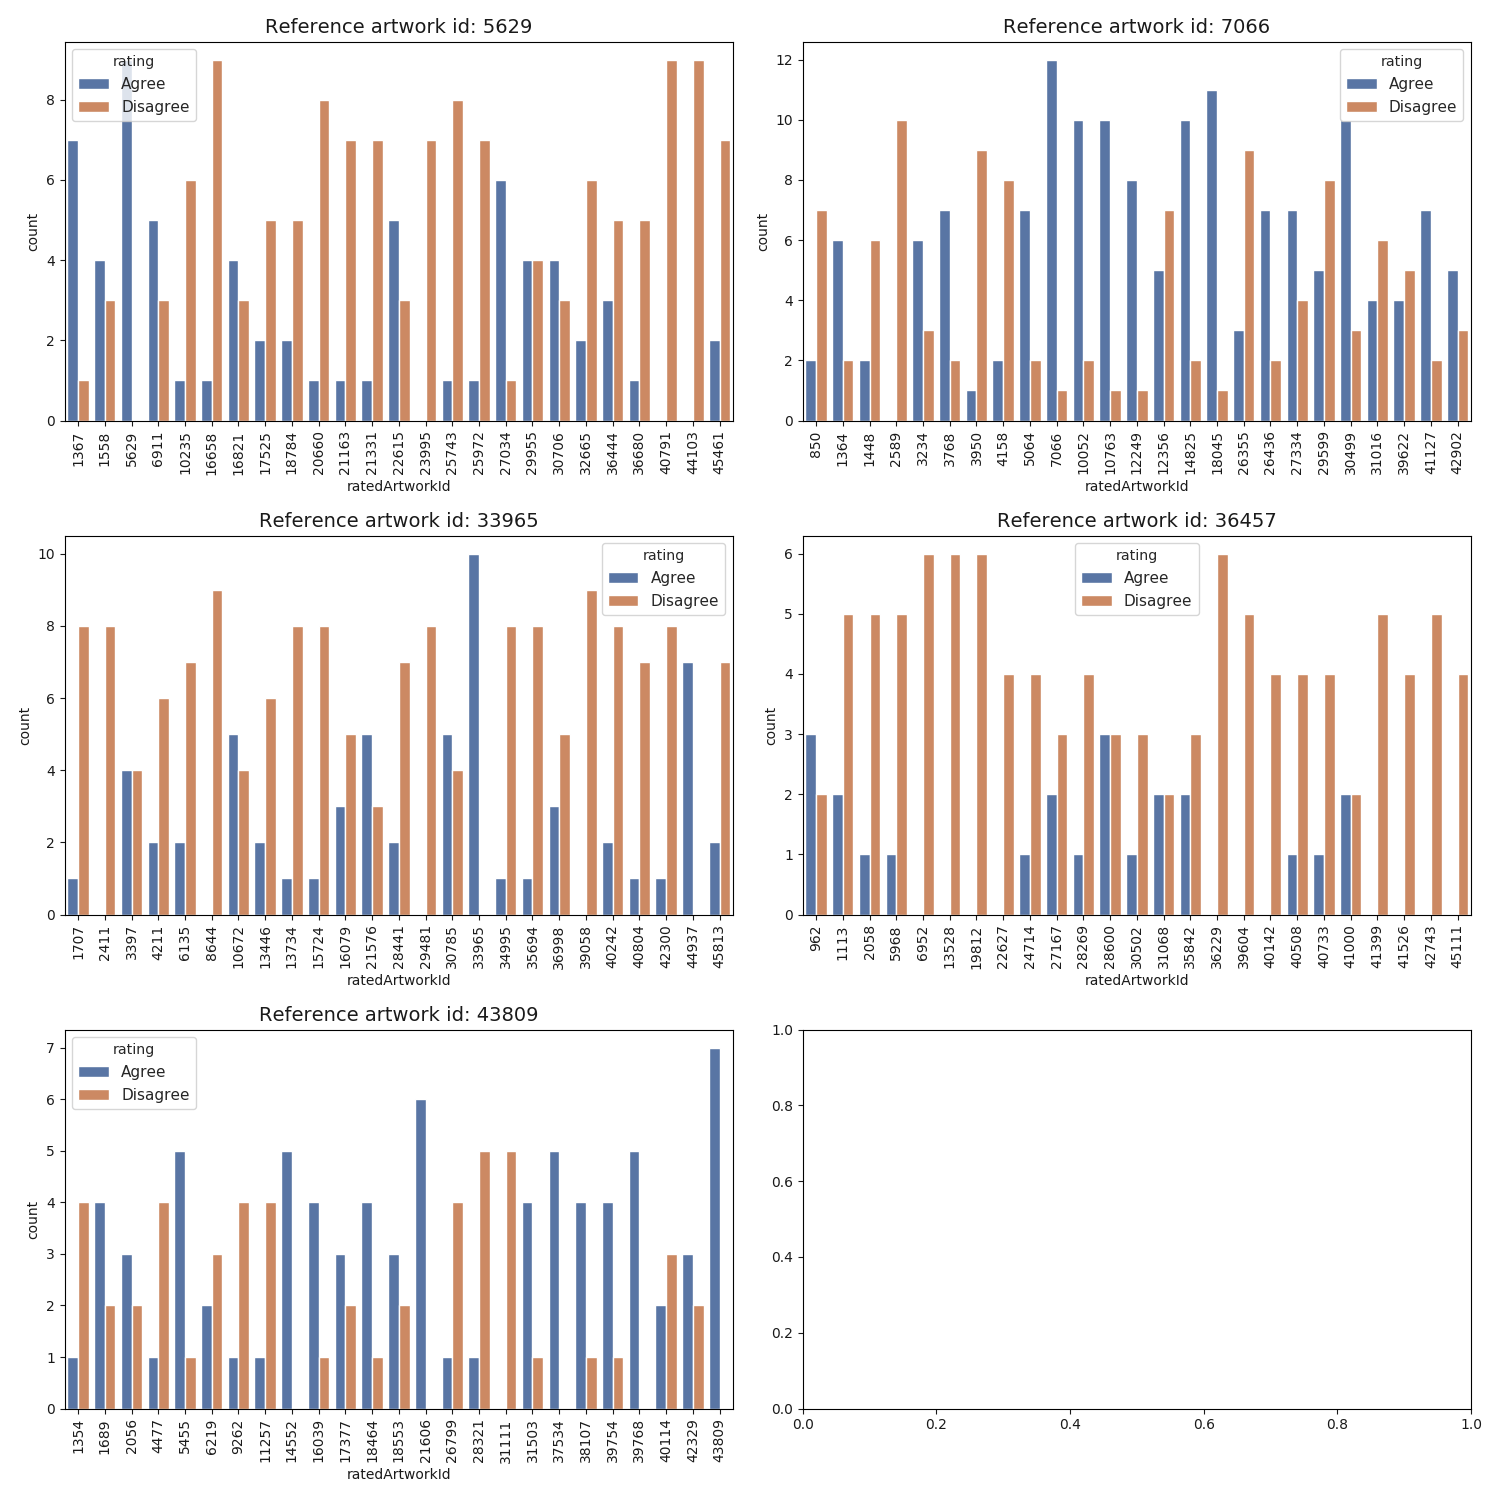 Reference artwork id: 5629
rating
Agree
Disagree
count
8
6
4
2
0
1367 1558 5629 6911 10235 16658 16821 17525 18784 20660 21163 21331 22615 23995 25743 25972 27034 29955 30706 32665 36444 36680 40791 44103 45461
ratedArtworkId
Reference artwork id: 7066
rating
Agree
Disagree
count
12
10
8
6
4
2
0
850 1364 1448 2589 3234 3768 3950 4158 5064 7066 10052 10763 12249 12356 14825 18045 26355 26436 27334 29599 30499 31016 39622 41127 42902
ratedArtworkId
Reference artwork id: 33965
rating
Agree
Disagree
count
10
8
6
4
2
0
1707 2411 3397 4211 6135 8644 10672 13446 13734 15724 16079 21576 28441 29481 30785 33965 34995 35694 36998 39058 40242 40804 42300 44937 45813
ratedArtworkId
Reference artwork id: 36457
rating
Agree
Disagree
count
6
5
4
3
2
1
0
962 1113 2058 5968 6952 13528 19812 22627 24714 27167 28269 28600 30502 31068 35842 36229 39604 40142 40508 40733 41000 41399 41526 42743 45111
ratedArtworkId
Reference artwork id: 43809
rating
Agree
Disagree
count
7
6
5
4
3
2
1
0
1354 1689 2056 4477 5455 6219 9262 11257 14552 16039 17377 18464 18553 21606 26799 28321 31111 31503 37534 38107 39754 39768 40114 42329 43809
ratedArtworkId
1.0
0.8
0.6
0.4
0.2
0.0
0.0 0.2 0.4 0.6 0.8 1.0